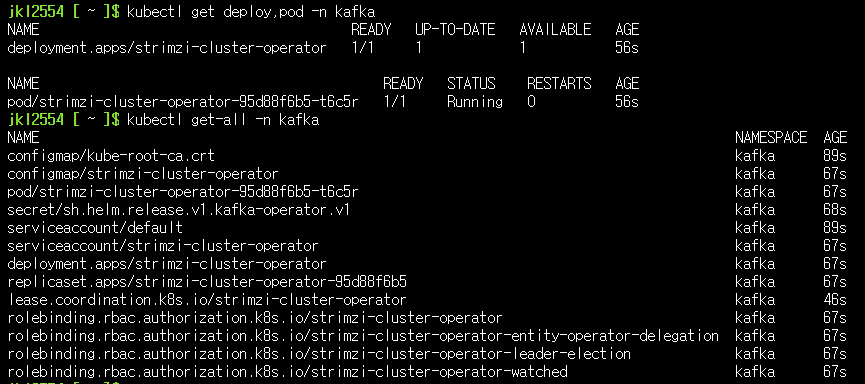 jkl2554 [ ~ ]$ kubectl get deploy,pod -n kafka
NAME READY UP-TO-DATE AVAILABLE AGE
deployment.apps/strimzi-cluster-operator 1/1 1 1 56s
NAME READY STATUS RESTARTS AGE
pod/strimzi-cluster-operator-95d88f6b5-t6c5r 1/1 Running 0 56s
jkl2554 [ ~ ]$ kubectl get-all -n kafka
NAME NAMESPACE AGE
configmap/kube-root-ca.crt kafka 89s
configmap/strimzi-cluster-operator kafka 67s
pod/strimzi-cluster-operator-95d88f6b5-t6c5r kafka 67s
secret/sh.helm.release.v1.kafka-operator.v1 kafka 68s
serviceaccount/default kafka 89s
serviceaccount/strimzi-cluster-operator kafka 67s
deployment.apps/strimzi-cluster-operator kafka 67s
replicaset.apps/strimzi-cluster-operator-95d88f6b5 kafka 67s
lease.coordination.k8s.io/strimzi-cluster-operator kafka 46s
rolebinding.rbac.authorization.k8s.io/strimzi-cluster-operator kafka 67s
rolebinding.rbac.authorization.k8s.io/strimzi-cluster-operator-entity-operator-delegation kafka 67s
rolebinding.rbac.authorization.k8s.io/strimzi-cluster-operator-leader-election kafka 67s
rolebinding.rbac.authorization.k8s.io/strimzi-cluster-operator-watched kafka 67s